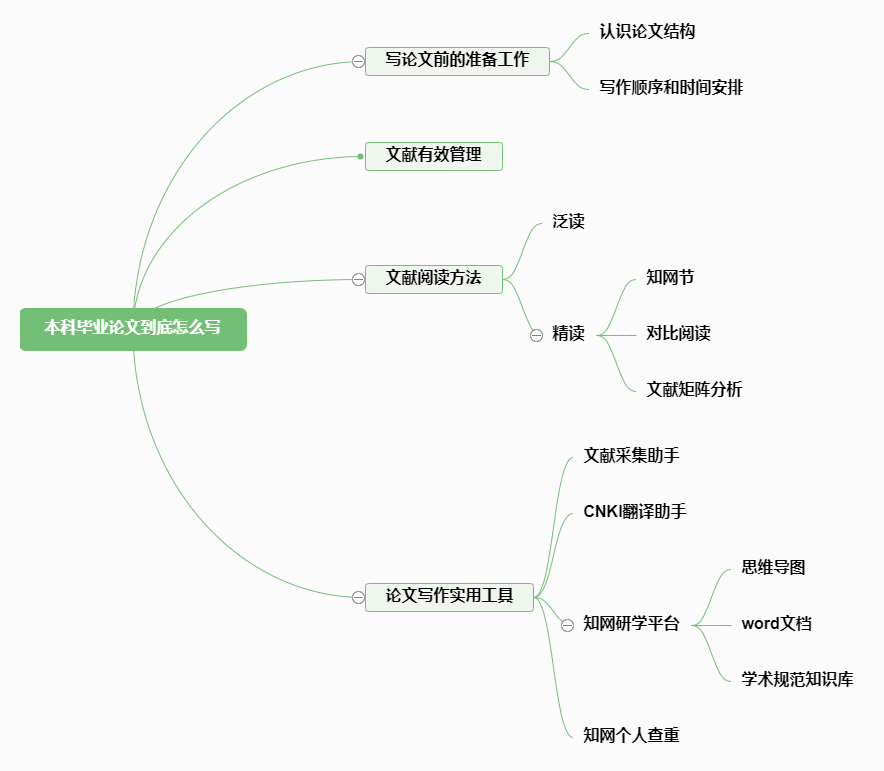 本科毕业论文到底怎么写
写论文前的准备工作
认识论文结构
写作顺序和时间安排
文献有效管理
文献阅读方法
泛读
精读
知网节
对比阅读
文献矩阵分析
论文写作实用工具
文献采集助手
CNKI翻译助手
知网研学平台
思维导图
word文档
学术规范知识库
知网个人查重